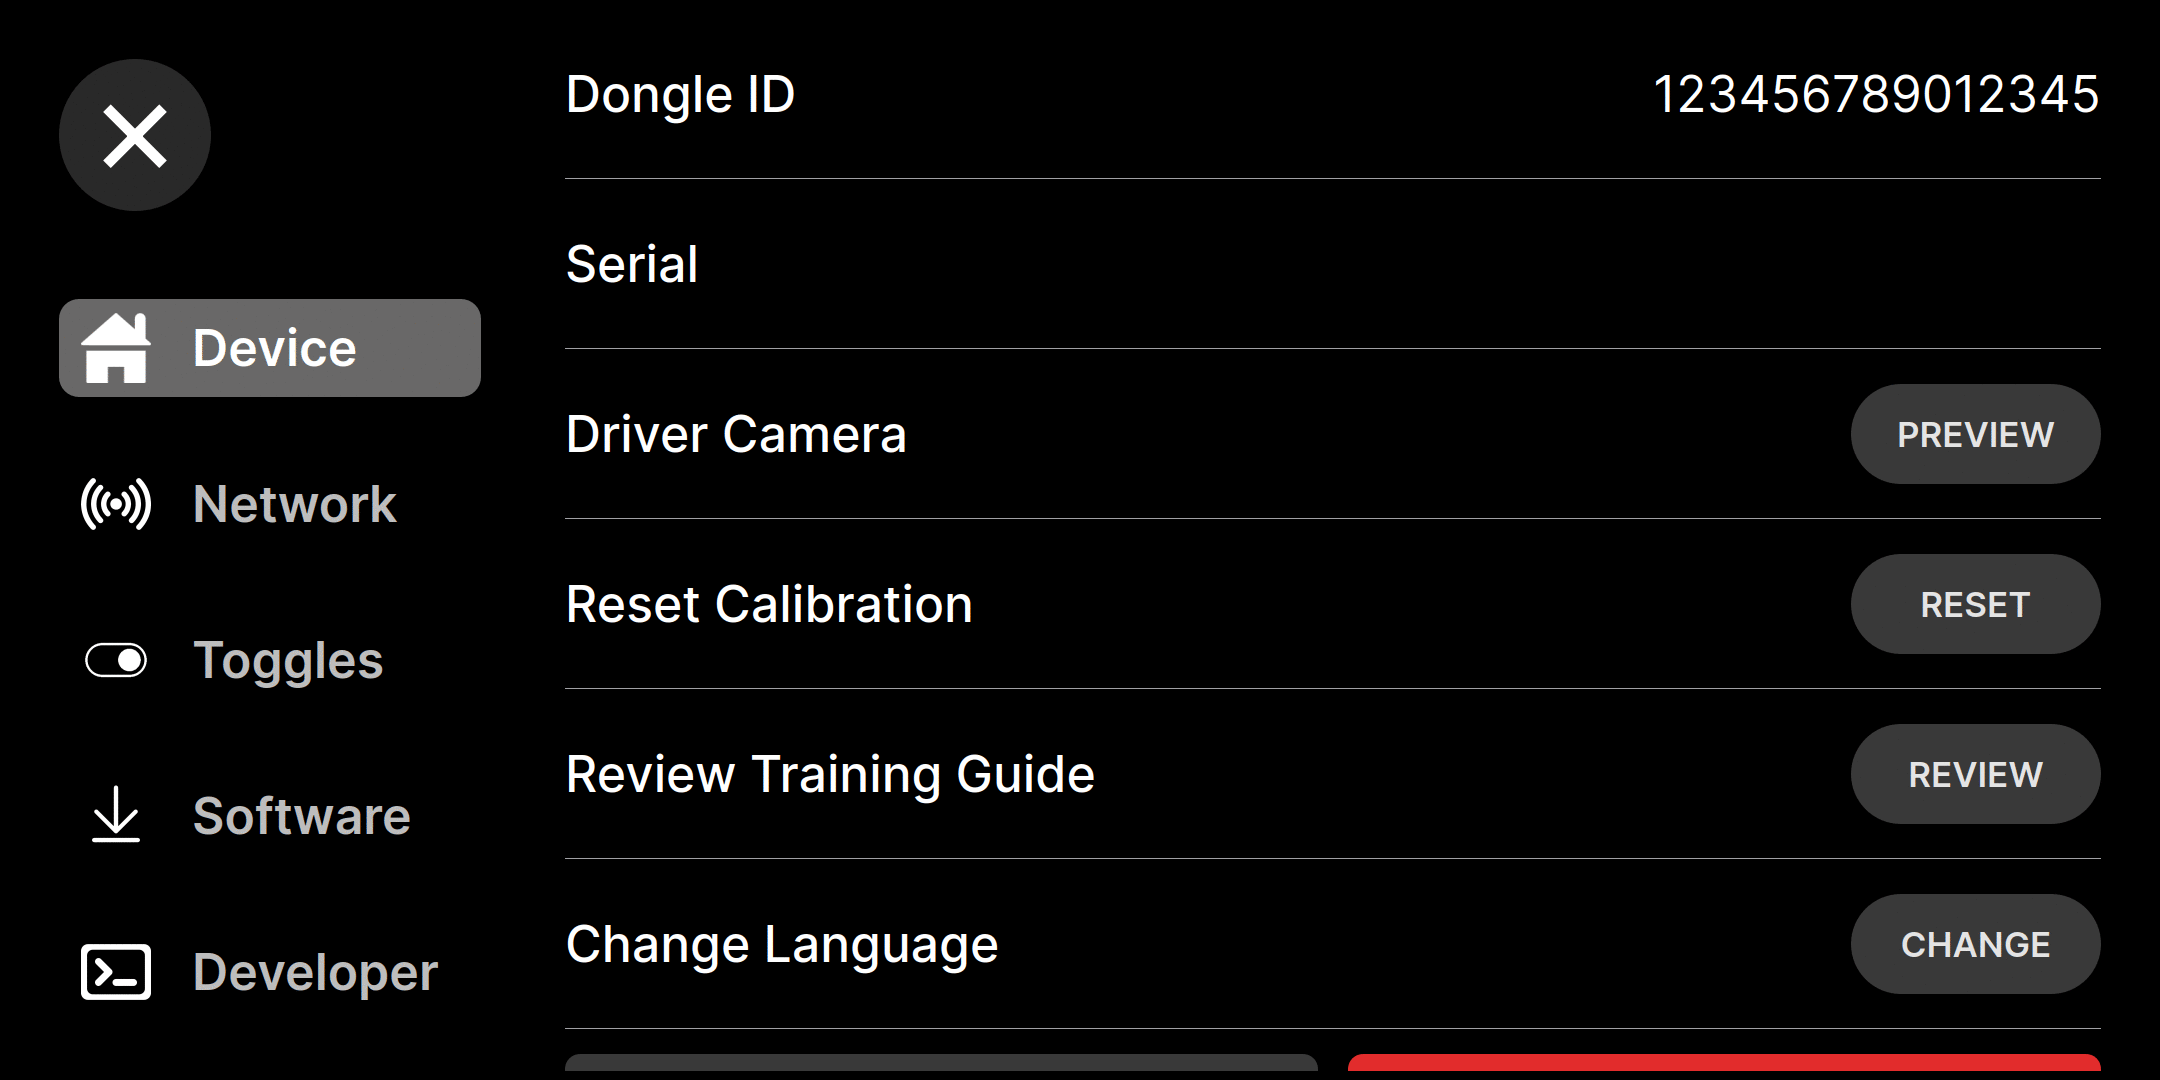 Dongle ID
123456789012345
Serial
Device
Driver Camera
PREVIEW
Network
Reset Calibration
RESET
Toggles
Review Training Guide
REVIEW
Software
Change Language
CHANGE
Developer